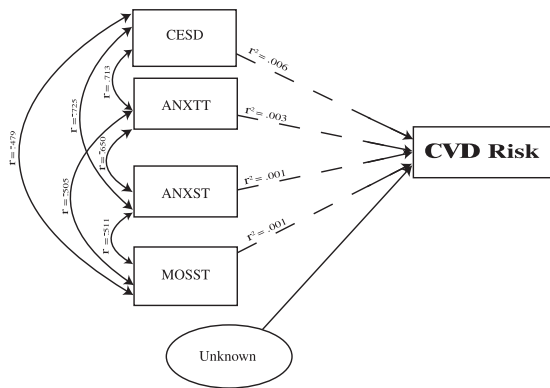 CESD
r² = .006
r = .713
ANXTT
r² = .003
r = -.725
CVD Risk
r = -.479
r = -.650
r = -.505
ANXST
r² = .001
r = -.511
MOSST
r² = .001
Unknown